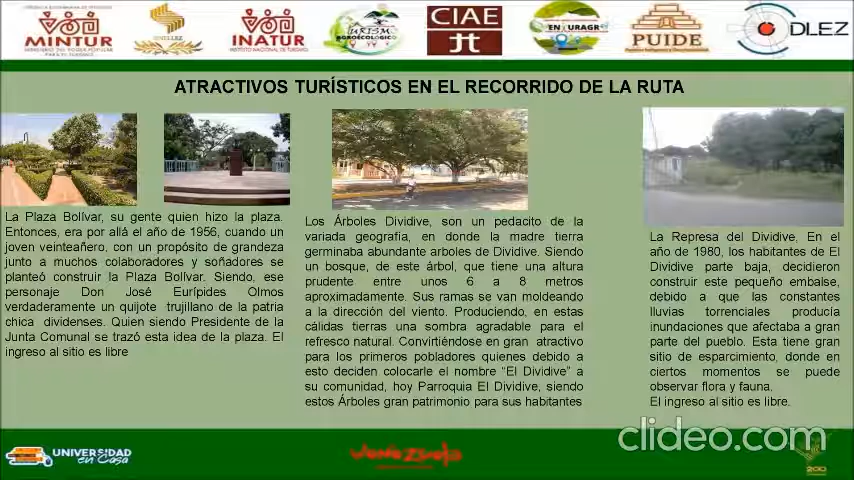 MINTUR
INATUR
INSTITUTO NACIONAL DE TURISMO
TURISMO
AGROECOLÓGICO
CIAE
PUIDE
ODLEZ
ATRACTIVOS TURÍSTICOS EN EL RECORRIDO DE LA RUTA
La Plaza Bolívar, su gente quien hizo la plaza.
Entonces, era por allá el año de 1956, cuando un
joven veinteañero, con un propósito de grandeza
junto a muchos colaboradores y soñadores se
planteó construir la Plaza Bolívar. Siendo, ese
personaje Don José Eurípides Olmos
verdaderamente un quijote trujillano de la patria
chica dividenses. Quien siendo Presidente de la
Junta Comunal se trazó esta idea de la plaza. El
ingreso al sitio es libre
Los Árboles Dividive, son un pedacito de la
variada geografía, en donde la madre tierra
germinaba abundante arboles de Dividive. Siendo
un bosque, de este árbol, que tiene una altura
prudente entre unos 6 a 8 metros
aproximadamente. Sus ramas se van moldeando
a la dirección del viento. Produciendo, en estas
cálidas tierras una sombra agradable para el
refresco natural. Convirtiéndose en gran atractivo
para los primeros pobladores quienes debido a
esto deciden colocarle el nombre “El Dividive” a
su comunidad, hoy Parroquia El Dividive, siendo
estos Árboles gran patrimonio para sus habitantes
La Represa del Dividive, En el
año de 1980, los habitantes de El
Dividive parte baja, decidieron
construir este pequeño embalse,
debido a que las constantes
lluvias torrenciales producía
inundaciones que afectaba a gran
parte del pueblo. Esta tiene gran
sitio de esparcimiento, donde en
ciertos momentos se puede
observar flora y fauna.
El ingreso al sitio es libre.
UNIVERSIDAD
en Casa
Venezuela
clideo.com
200